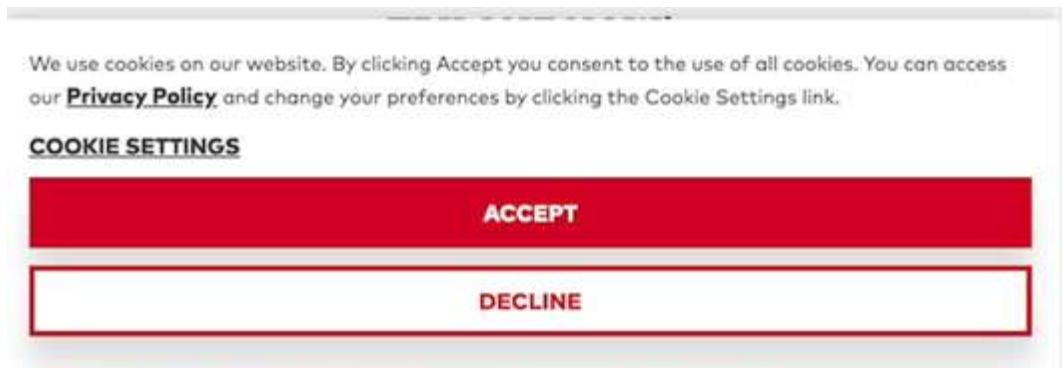 We use cookies on our website. By clicking Accept you consent to the use of all cookies. You can access
our Privacy Policy and change your preferences by clicking the Cookie Settings link.
COOKIE SETTINGS
ACCEPT
DECLINE